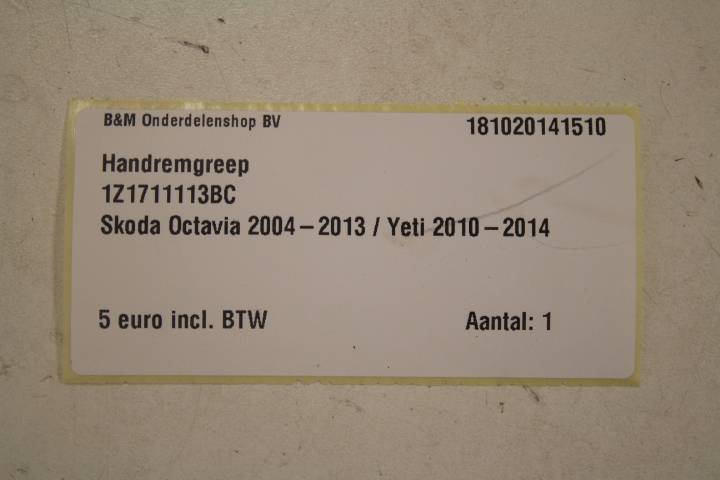 B&M Onderdelenshop BV 181020141510
Handremgreep
1Z1711113BC
Skoda Octavia 2004 – 2013 / Yeti 2010 – 2014
5 euro incl. BTW Aantal: 1